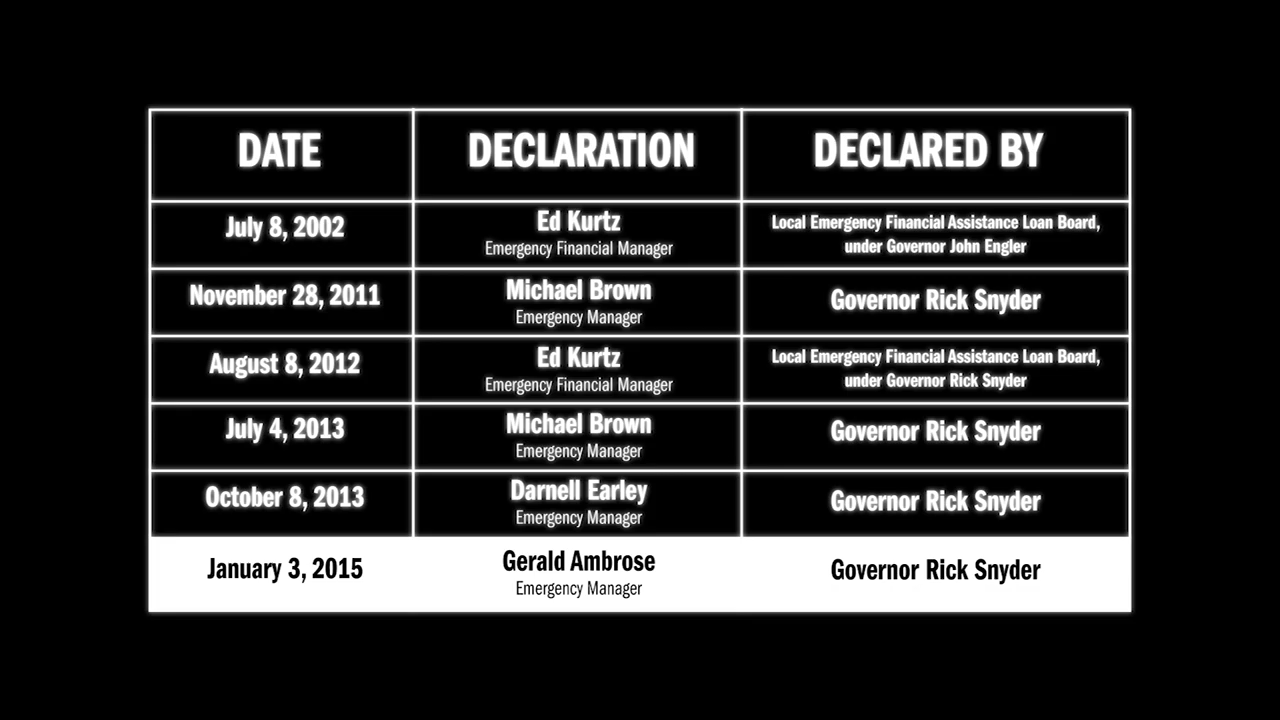 DATE DECLARATION DECLARED BY
July 8, 2002
Ed Kurtz
Emergency Financial Manager
Local Emergency Financial Assistance Loan Board,
under Governor John Engler
November 28, 2011
Michael Brown
Emergency Manager
Governor Rick Snyder
August 8, 2012
Ed Kurtz
Emergency Financial Manager
Local Emergency Financial Assistance Loan Board,
under Governor Rick Snyder
July 4, 2013
Michael Brown
Emergency Manager
Governor Rick Snyder
October 8, 2013
Darnell Earley
Emergency Manager
Governor Rick Snyder
January 3, 2015
Gerald Ambrose
Emergency Manager
Governor Rick Snyder